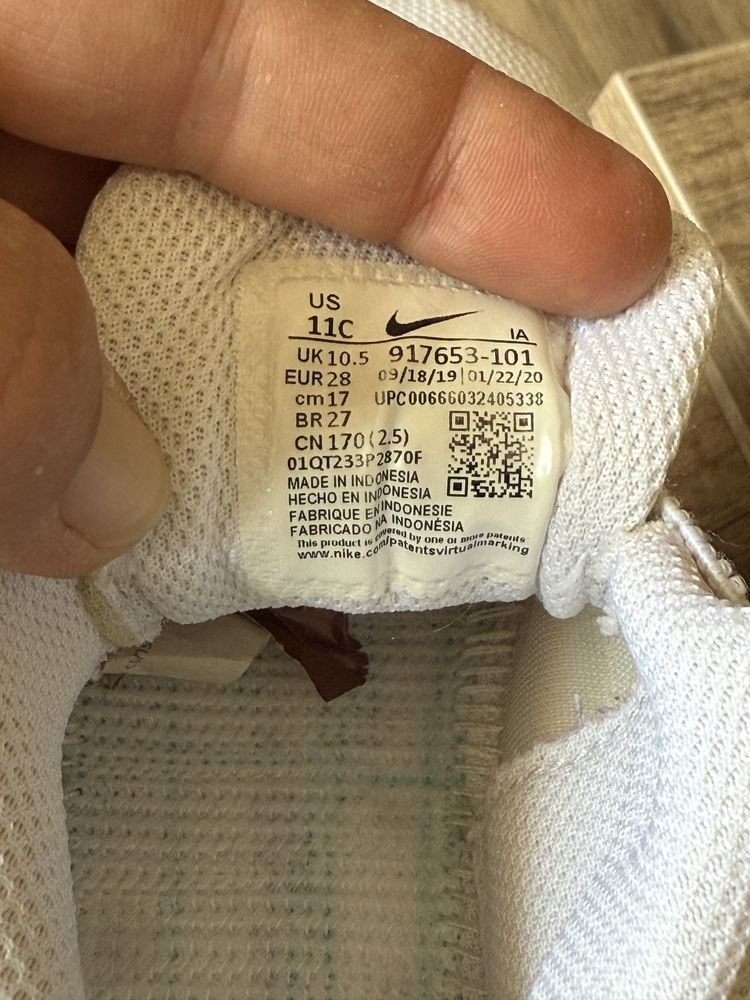 US
11C
IA
UK 10.5 917653-101
EUR 28 09/18/19 | 01/22/20
cm 17 UPC00666032405338
BR 27
CN 170 (2.5)
01QT233P2870F
MADE IN INDONESIA
HECHO EN INDONESIA
FABRIQUE EN INDONESIE
FABRICADO NA INDONÉSIA
This product is covered by one or more patents
www.nike.com/patentsvirtualmarking